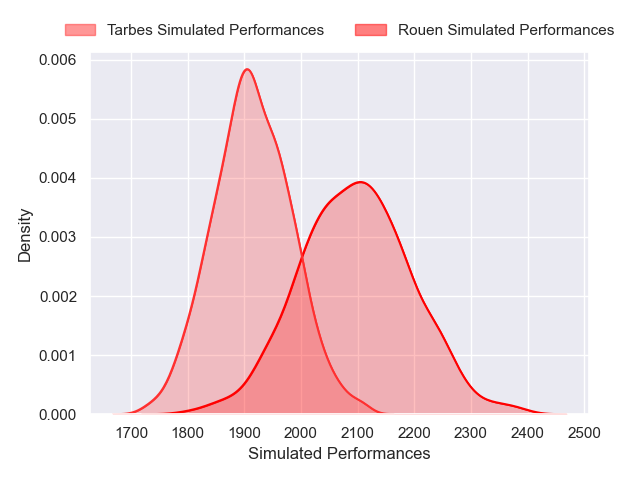 Tarbes Simulated Performances
Rouen Simulated Performances
0.006
0.005
0.004
0.003
0.002
0.001
0.000
Density
1700 1800 1900 2000 2100 2200 2300 2400 2500
Simulated Performances